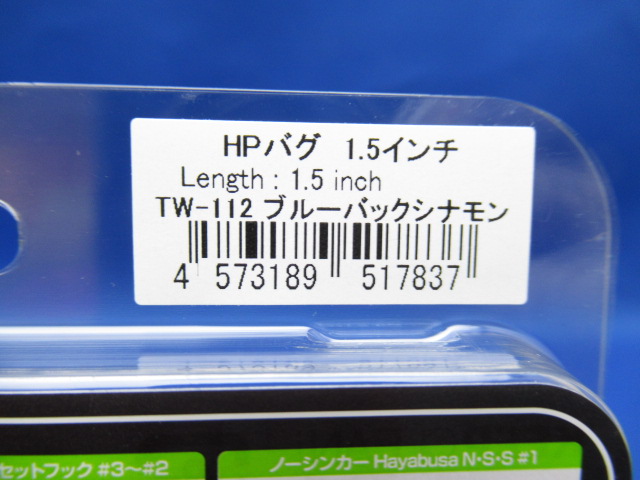 HPバグ 1.5インチ
Length : 1.5 inch
TW-112 ブルーバックシナモン
4 573189 517837
セットフック #3〜#2
ノーシンカー Hayabusa N・S・S #1